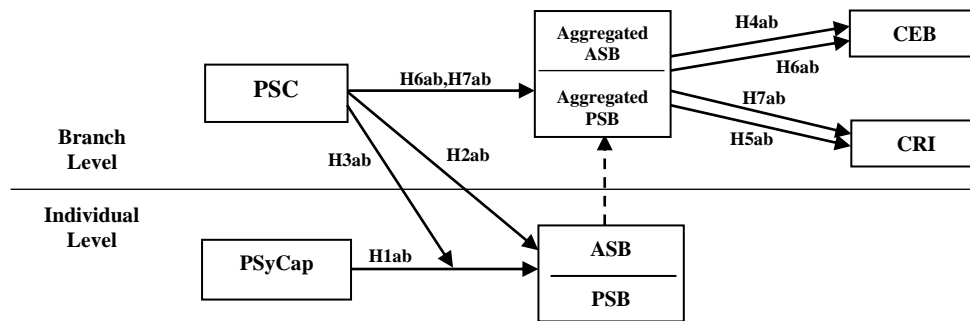 Aggregated
ASB
Aggregated
PSB
H4ab
H6ab
CEB
PSC
H6ab,H7ab
H7ab
H5ab
CRI
Branch
Level
H3ab
H2ab
Individual
Level
PSyCap
H1ab
ASB
PSB